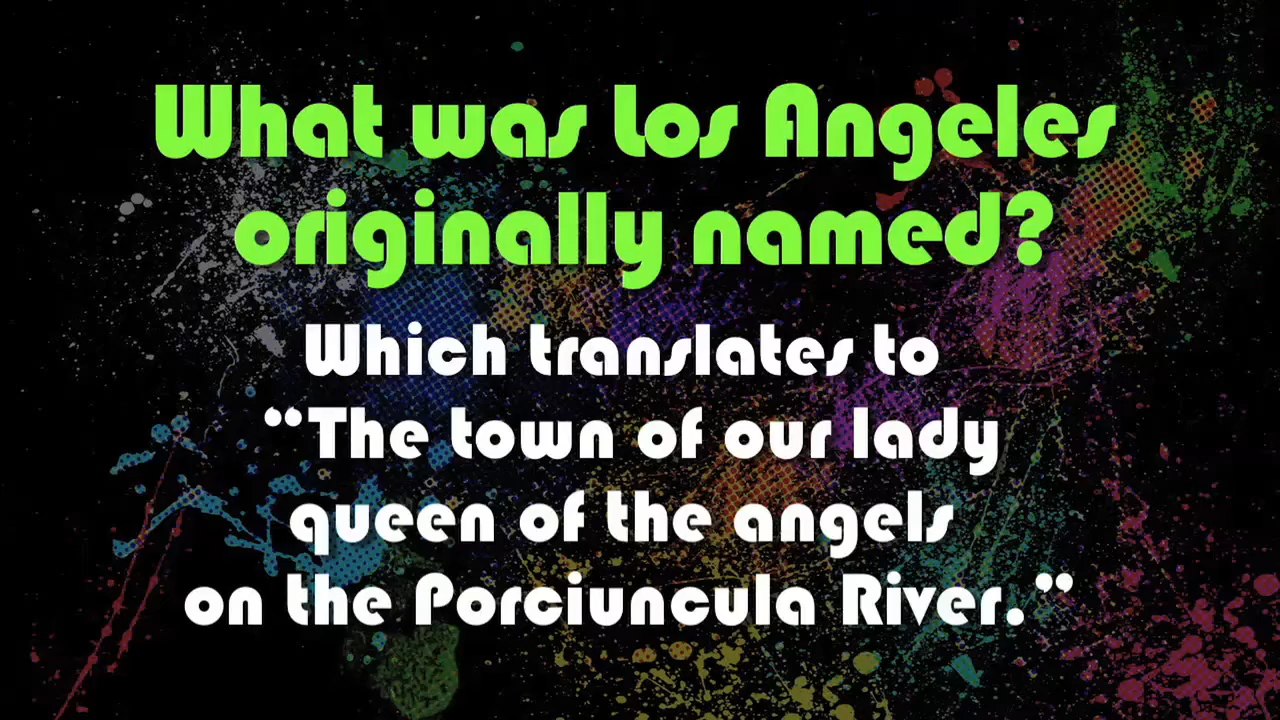 What was Los Angeles
originally named?
Which translates to
“The town of our lady
queen of the angels
on the Porciuncula River.”